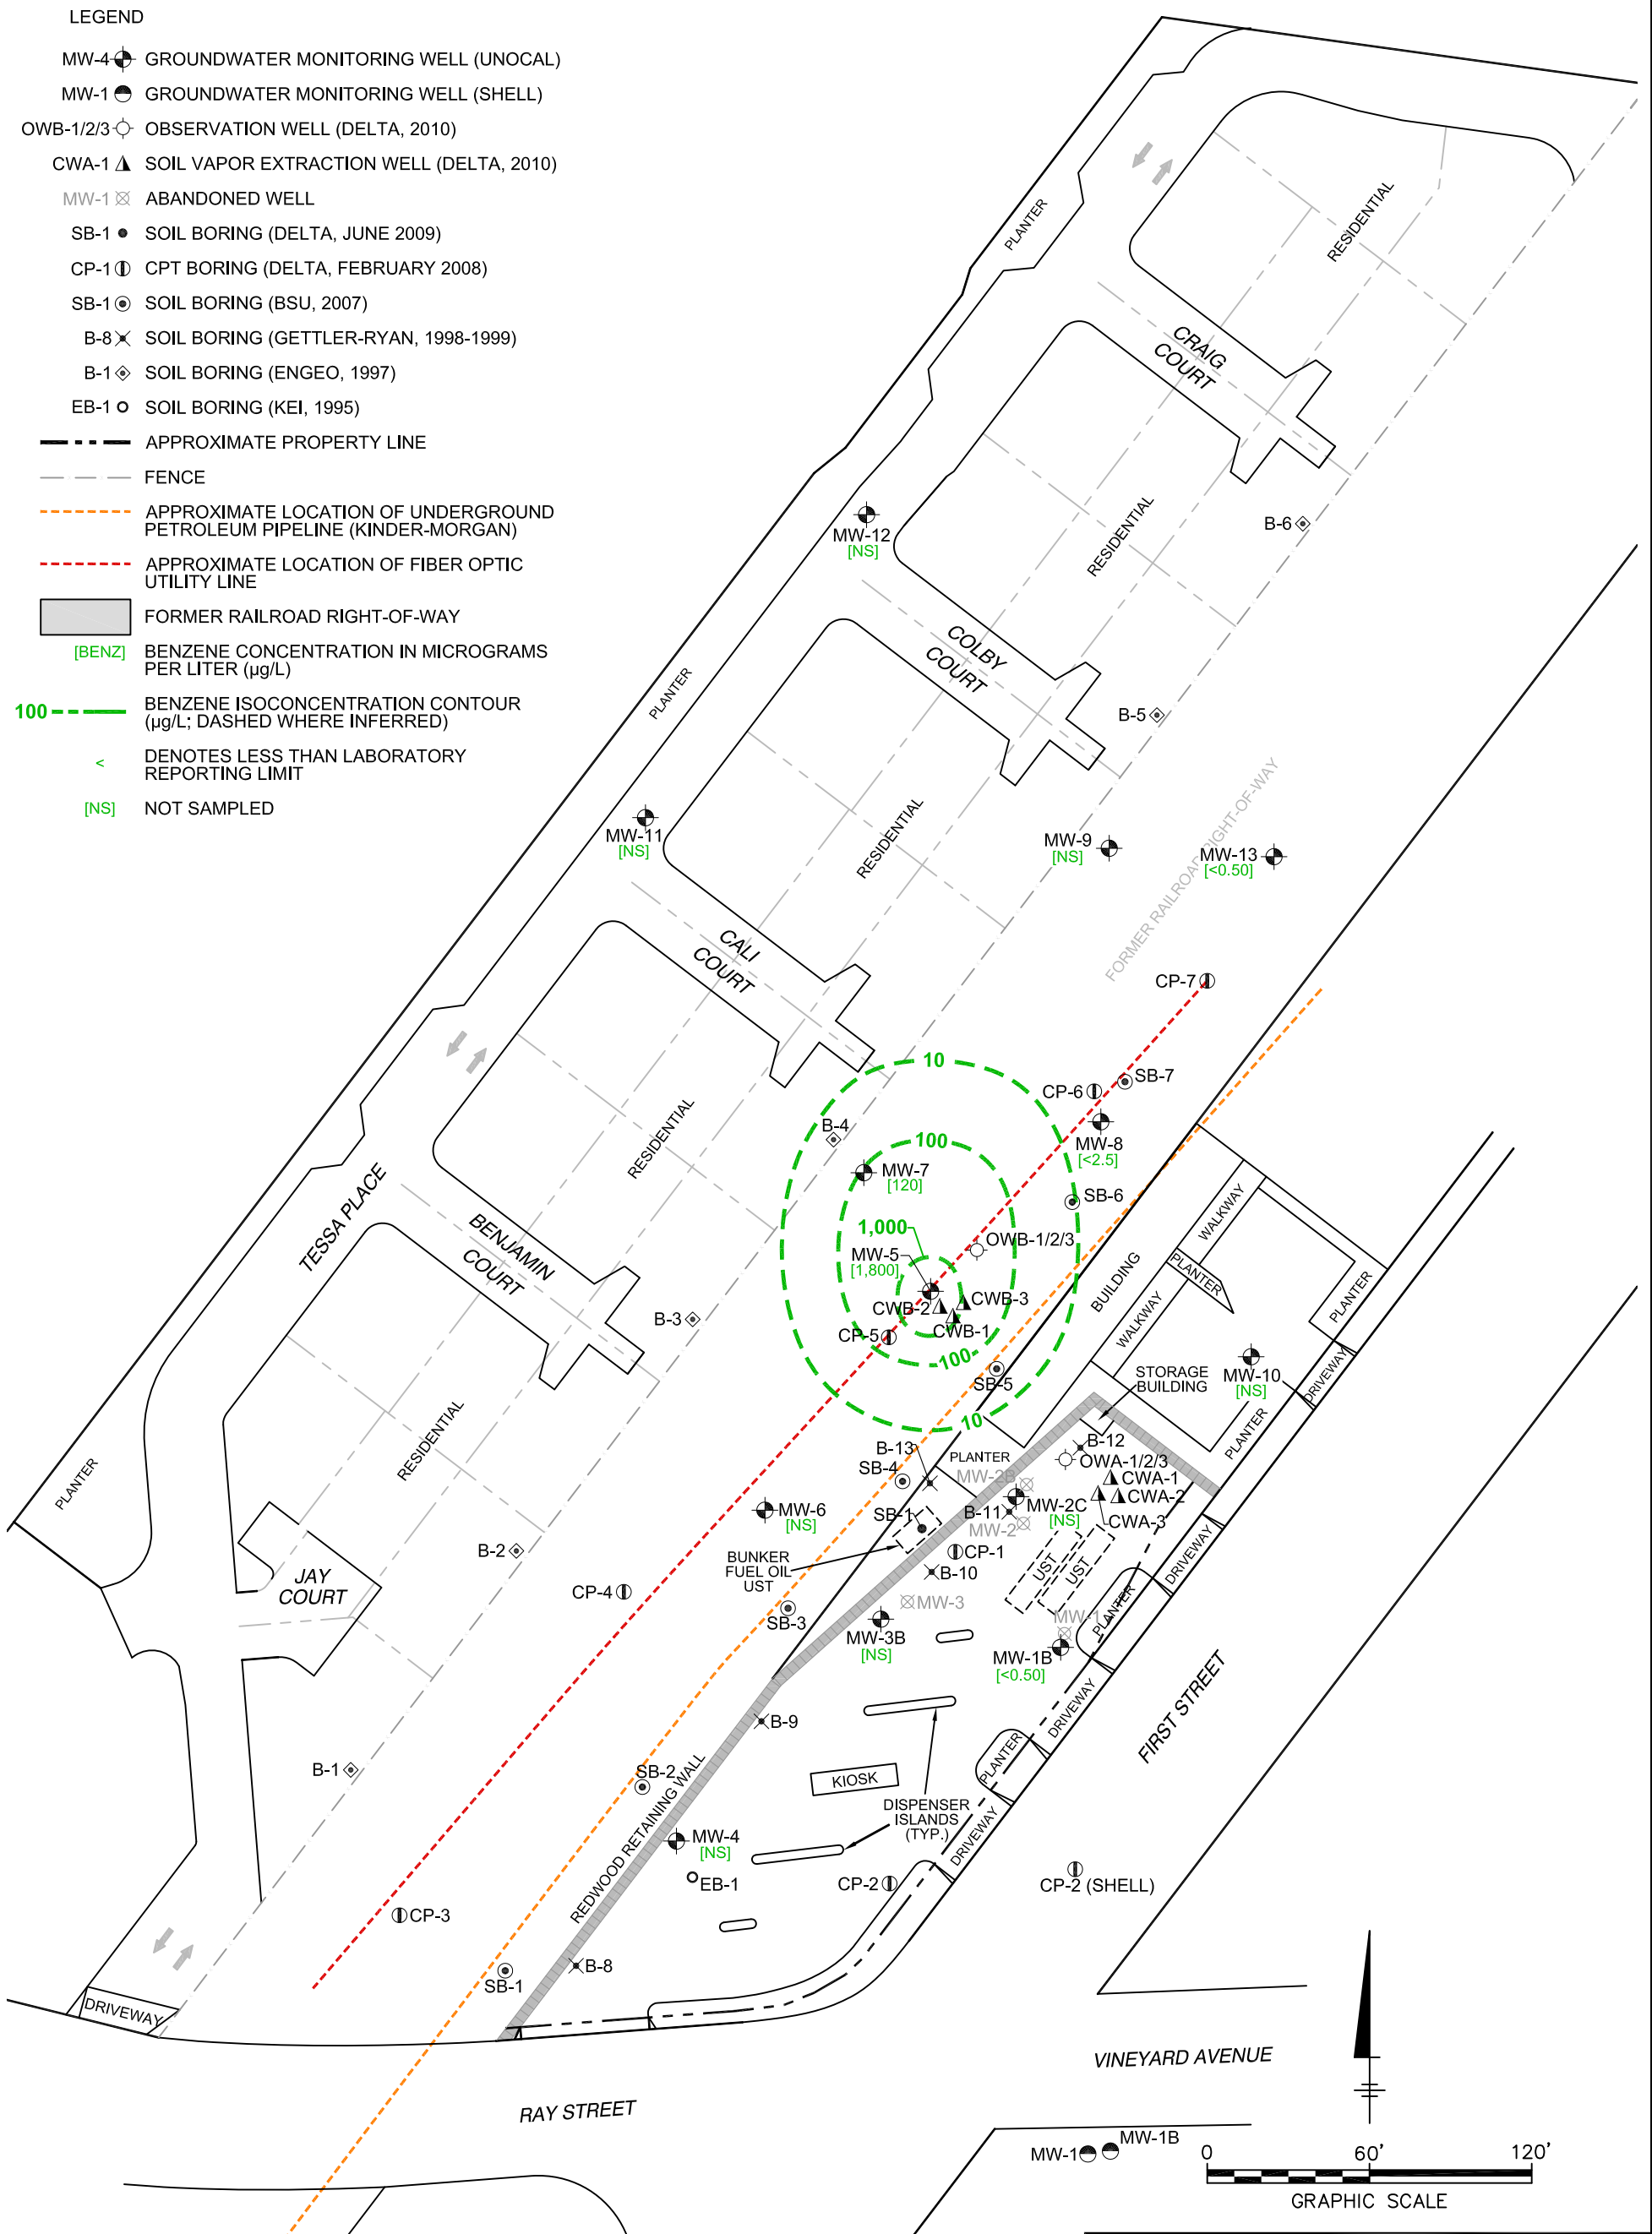 LEGEND
MW-4 GROUNDWATER MONITORING WELL (UNOCAL)
MW-1 GROUNDWATER MONITORING WELL (SHELL)
OWB-1/2/3 OBSERVATION WELL (DELTA, 2010)
CWA-1 SOIL VAPOR EXTRACTION WELL (DELTA, 2010)
MW-1 ABANDONED WELL
SB-1 SOIL BORING (DELTA, JUNE 2009)
CP-1 CPT BORING (DELTA, FEBRUARY 2008)
SB-1 SOIL BORING (BSU, 2007)
B-8 SOIL BORING (GETTLER-RYAN, 1998-1999)
B-1 SOIL BORING (ENGEO, 1997)
EB-1 SOIL BORING (KEI, 1995)
APPROXIMATE PROPERTY LINE
FENCE
APPROXIMATE LOCATION OF UNDERGROUND
PETROLEUM PIPELINE (KINDER-MORGAN)
APPROXIMATE LOCATION OF FIBER OPTIC
UTILITY LINE
FORMER RAILROAD RIGHT-OF-WAY
[BENZ] BENZENE CONCENTRATION IN MICROGRAMS
PER LITER (µg/L)
100 BENZENE ISOCONCENTRATION CONTOUR
(µg/L; DASHED WHERE INFERRED)
< DENOTES LESS THAN LABORATORY
REPORTING LIMIT
[NS] NOT SAMPLED
PLANTER
RESIDENTIAL
CRAIG
COURT
MW-12
[NS]
RESIDENTIAL
B-6
COLBY
COURT
PLANTER
B-5
MW-11
[NS]
RESIDENTIAL
MW-9
[NS]
MW-13
[<0.50]
FORMER RAILROAD RIGHT-OF-WAY
CALI
COURT
CP-7
10
CP-6
SB-7
B-4
100
MW-8
[<2.5]
RESIDENTIAL
MW-7
[120]
SB-6
TESSA PLACE
BENJAMIN
COURT
1,000
OWB-1/2/3
MW-5
[1,800]
CWB-2
CWB-3
CWB-1
B-3
CP-5
100
SB-5
10
BUILDING
WALKWAY
PLANTER
WALKWAY
PLANTER
STORAGE
BUILDING
MW-10
[NS]
DRIVEWAY
PLANTER
RESIDENTIAL
PLANTER
B-13
SB-4
PLANTER
MW-2B
B-12
OWA-1/2/3
CWA-1
CWA-2
CWA-3
MW-6
[NS]
SB-1
B-11
MW-2C
[NS]
MW-2
B-2
BUNKER
FUEL OIL
UST
CP-1
B-10
UST
UST
DRIVEWAY
JAY
COURT
CP-4
SB-3
MW-3
MW-3B
[NS]
MW-1
PLANTER
MW-1B
[<0.50]
DRIVEWAY
FIRST STREET
B-9
B-1
SB-2
REDWOOD RETAINING WALL
KIOSK
PLANTER
DISPENSER
ISLANDS
(TYP.)
DRIVEWAY
MW-4
[NS]
EB-1
CP-2
CP-2 (SHELL)
CP-3
B-8
SB-1
DRIVEWAY
VINEYARD AVENUE
RAY STREET
MW-1
MW-1B
0 60' 120'
GRAPHIC SCALE